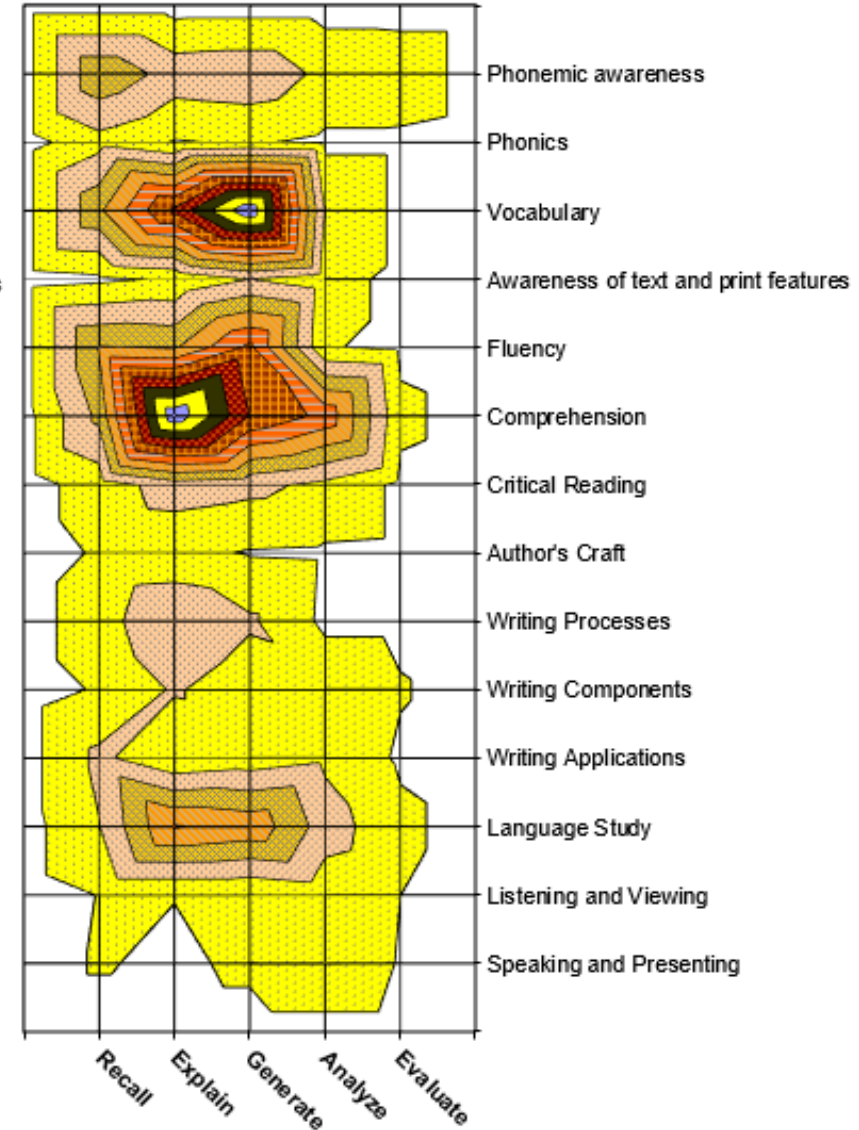 Phonemic awareness
Phonics
Vocabulary
Awareness of text and print features
Fluency
Comprehension
Critical Reading
Author's Craft
Writing Processes
Writing Components
Writing Applications
Language Study
Listening and Viewing
Speaking and Presenting
Recall
Explain
Generate
Analyze
Evaluate